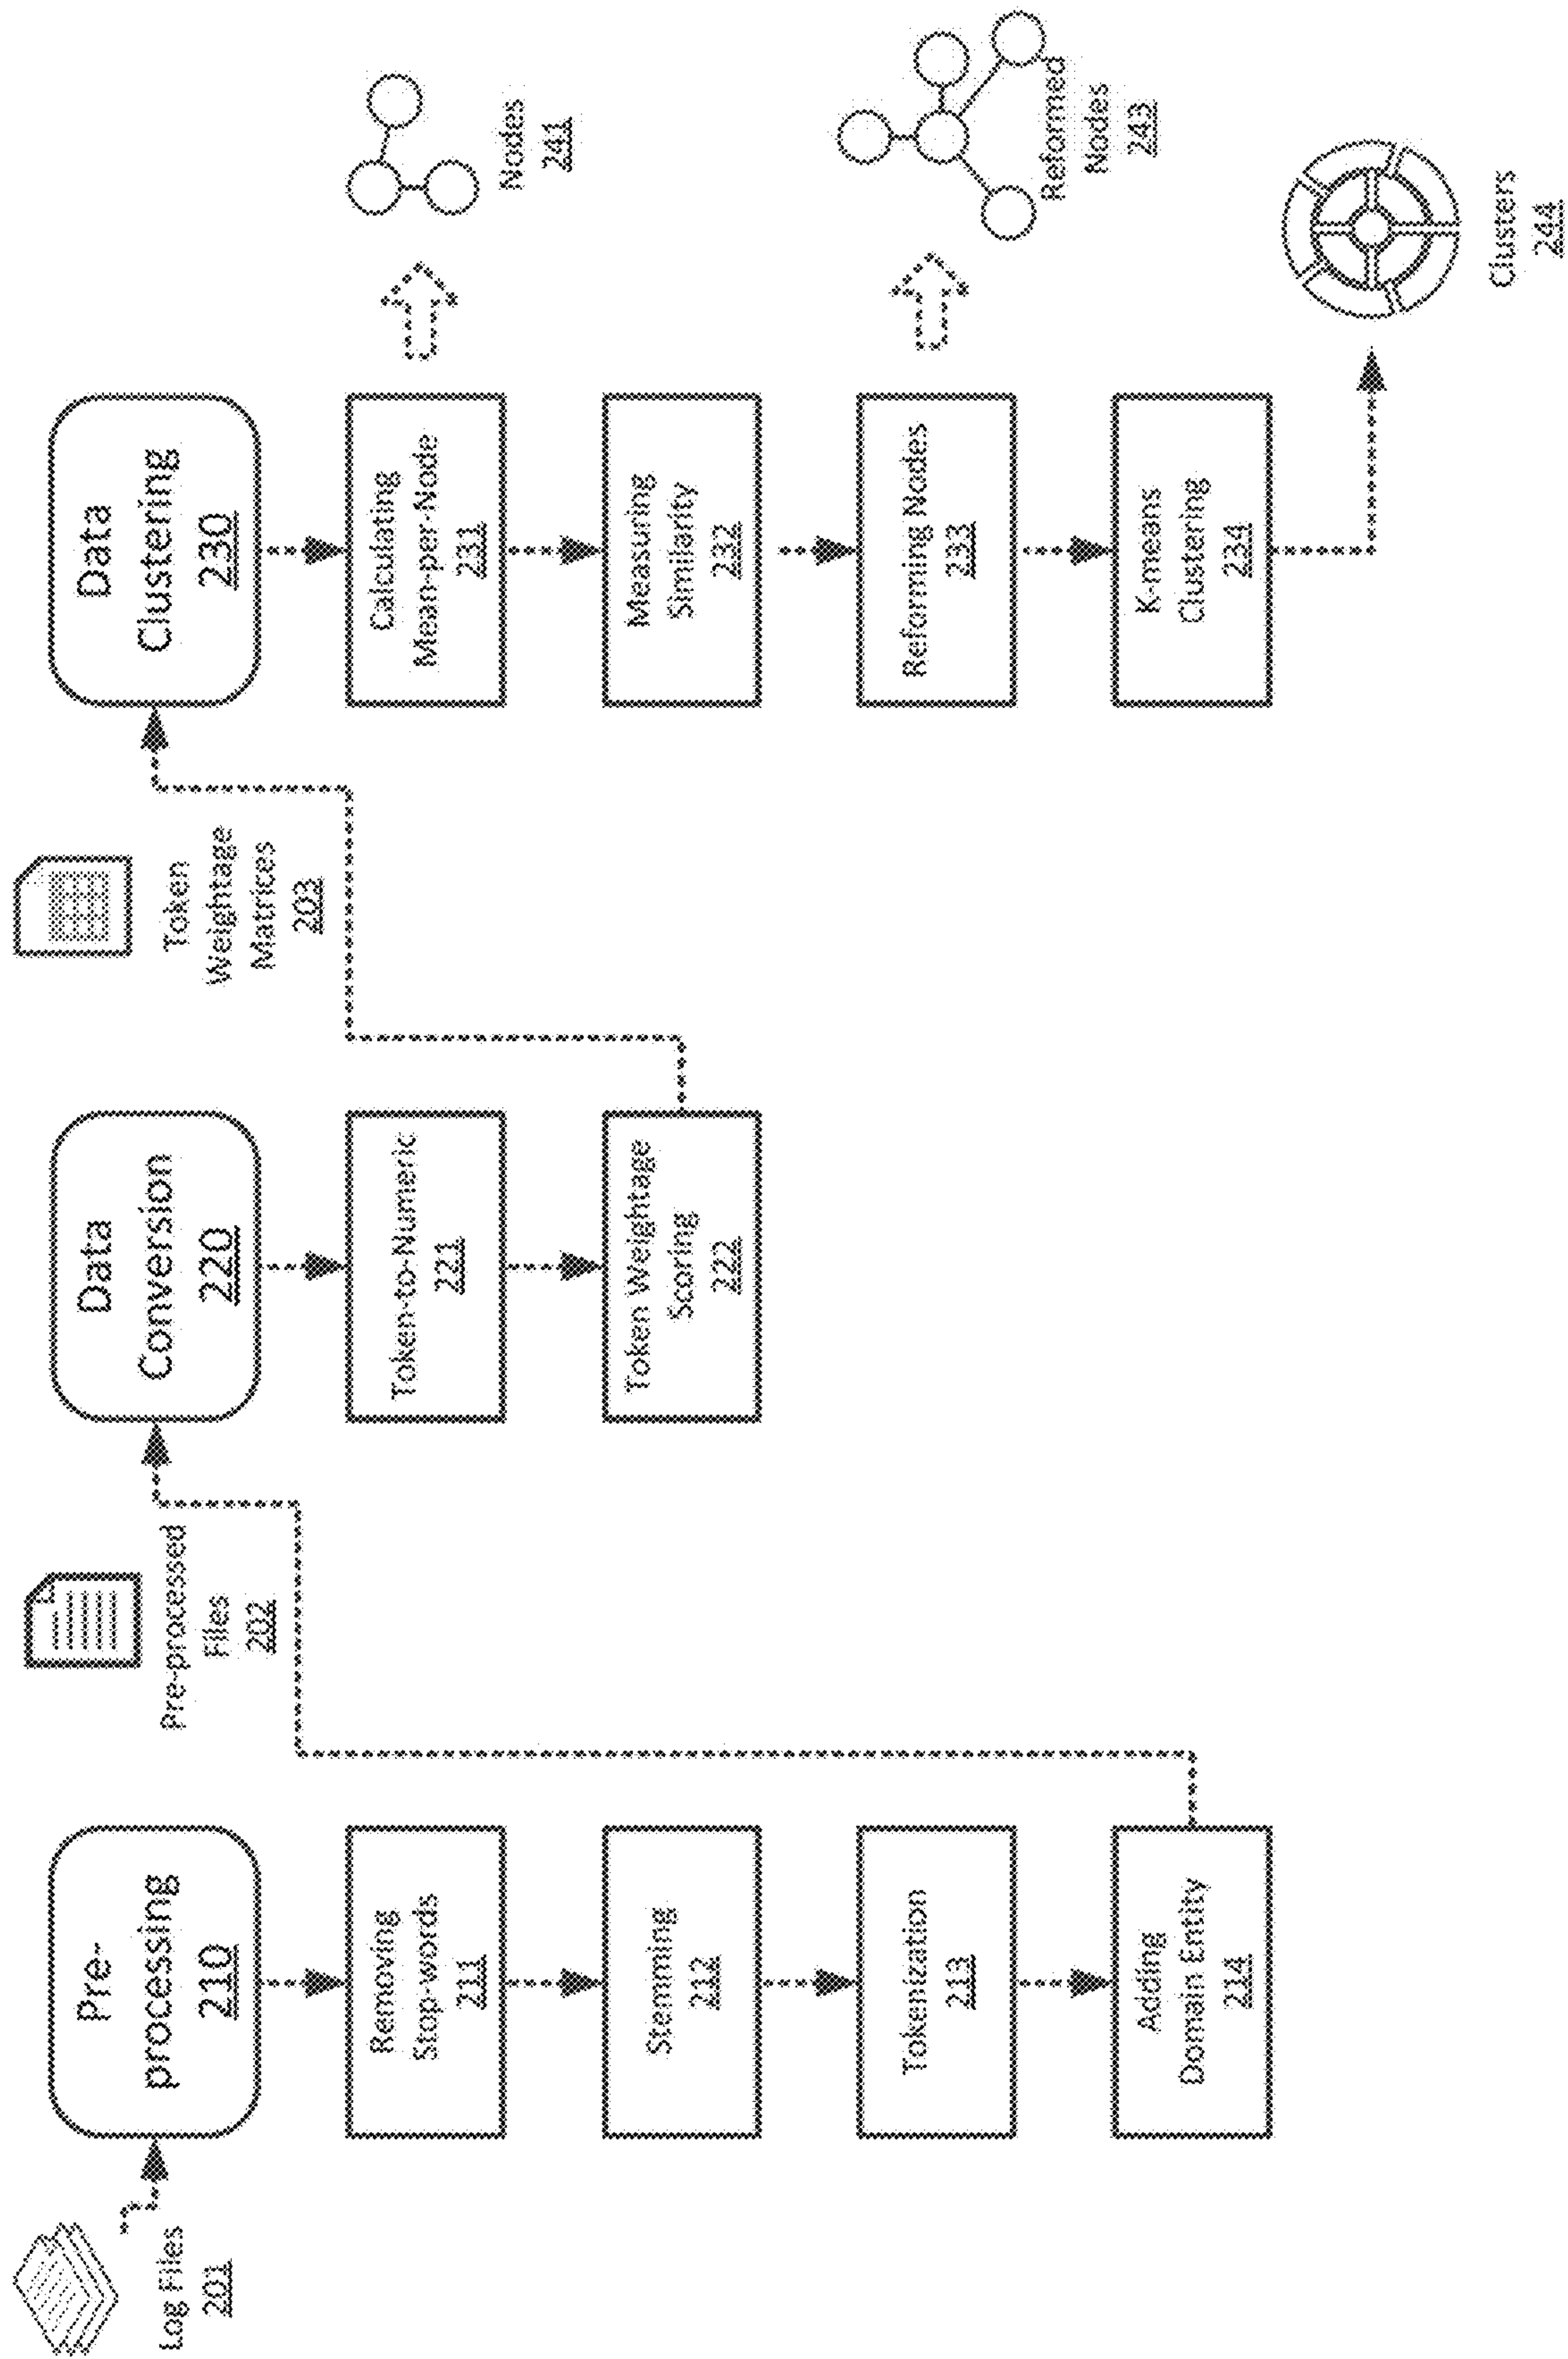 Log Files
201
Pre-
processing
210
Removing
Stop-words
211
Stemming
212
Tokenization
213
Adding
Domain Entity
214
Pre-processed
Files
202
Data
Conversion
220
Token-to-Numeric
221
Token Weightage
Scoring
222
Token
Weightage
Matrices
203
Data
Clustering
230
Calculating
Mean-per-Node
231
Measuring
Similarity
232
Reforming Nodes
233
K-means
Clustering
234
Nodes
241
Reformed
Nodes
243
Clusters
244